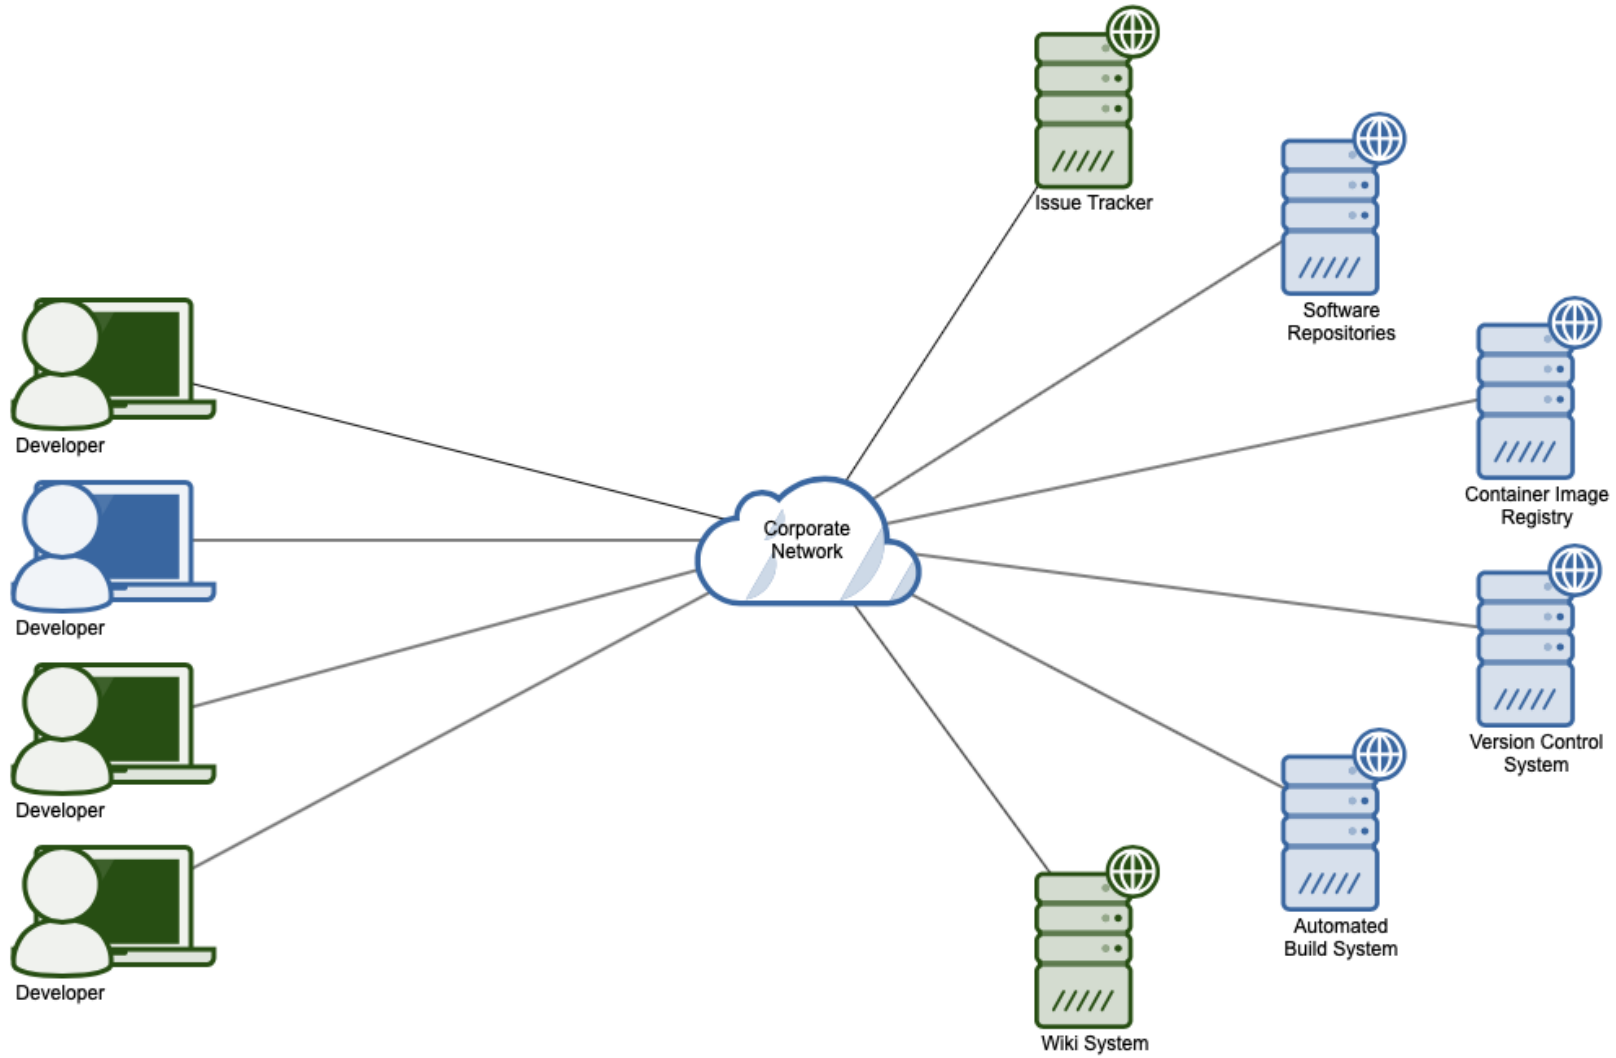 Issue Tracker
Software
Repositories
Developer
Container Image
Registry
Corporate
Network
Developer
Version Control
System
Developer
Automated
Build System
Developer
Wiki System